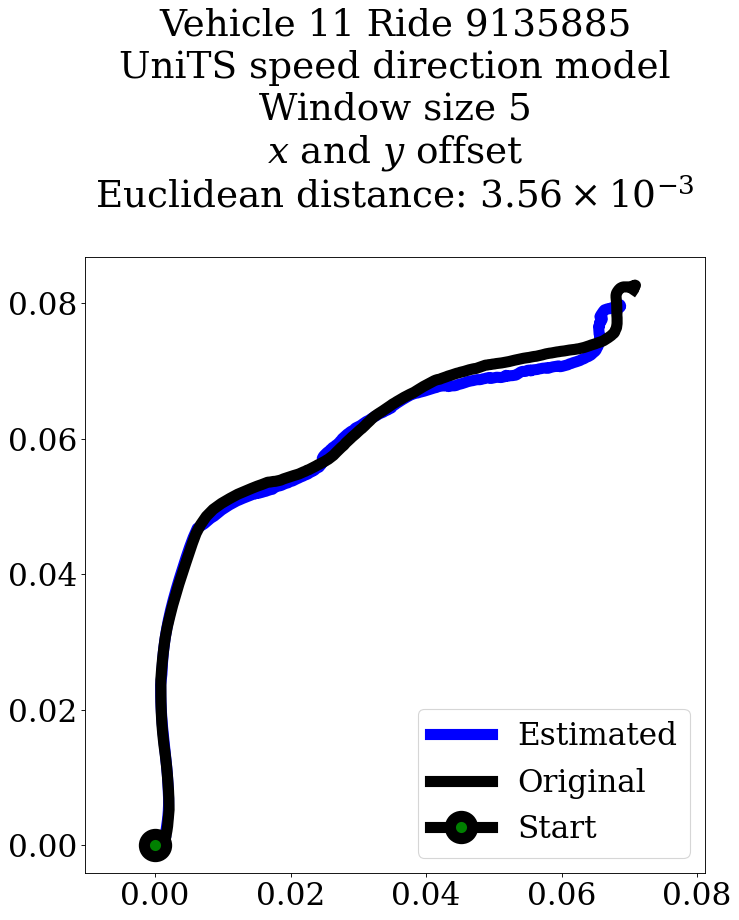 Vehicle 11 Ride 9135885
UniTS speed direction model
Window size 5
x and y offset
Euclidean distance: 3.56 × 10⁻³
0.08
0.06
0.04
0.02
0.00
Estimated
Original
Start
0.00 0.02 0.04 0.06 0.08